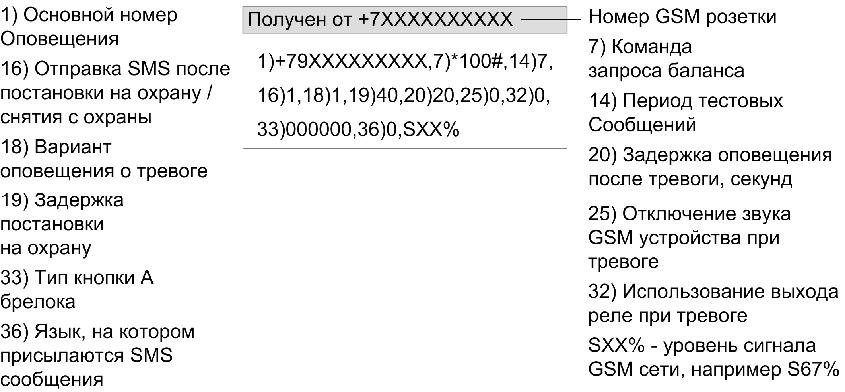 1) Основной номер
Оповещения
16) Отправка SMS после
постановки на охрану /
снятия с охраны
18) Вариант
оповещения о тревоге
19) Задержка
постановки
на охрану
33) Тип кнопки А
брелока
36) Язык, на котором
присылаются SMS
сообщения
Получен от +7XXXXXXXXXX
1)+79XXXXXXXXX,7)*100#,14)7,
16)1,18)1,19)40,20)20,25)0,32)0,
33)000000,36)0,SXX%
Номер GSM розетки
7) Команда
запроса баланса
14) Период тестовых
Сообщений
20) Задержка оповещения
после тревоги, секунд
25) Отключение звука
GSM устройства при
тревоге
32) Использование выхода
реле при тревоге
SXX% - уровень сигнала
GSM сети, например S67%